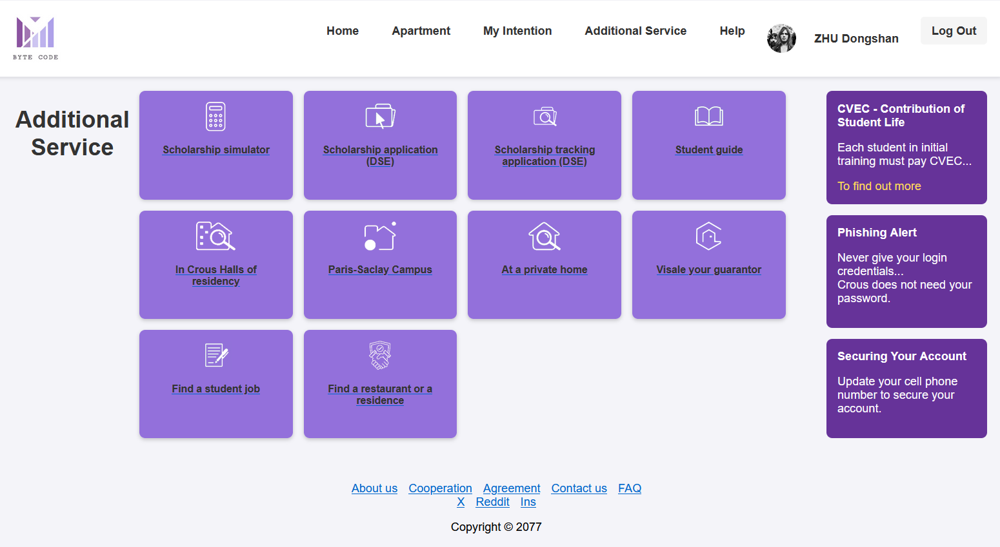 BYTE CODE
Home
Apartment
My Intention
Additional Service
Help
ZHU Dongshan
Log Out
Additional
Service
Scholarship simulator
Scholarship application
(DSE)
Scholarship tracking
application (DSE)
Student guide
In Crous Halls of
residency
Paris-Saclay Campus
At a private home
Visale your guarantor
Find a student job
Find a restaurant or a
residence
CVEC - Contribution of
Student Life
Each student in initial
training must pay CVEC...
To find out more
Phishing Alert
Never give your login
credentials...
Crous does not need your
password.
Securing Your Account
Update your cell phone
number to secure your
account.
About us Cooperation Agreement Contact us FAQ
X Reddit Ins
Copyright © 2077